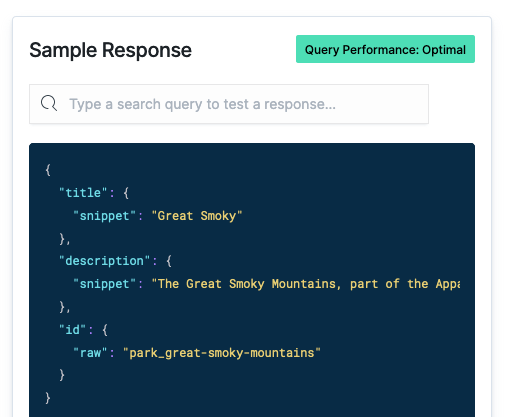 Sample Response
Query Performance: Optimal
Type a search query to test a response...
{
  "title": {
    "snippet": "Great Smoky"
  },
  "description": {
    "snippet": "The Great Smoky Mountains, part of the Appa
  },
  "id": {
    "raw": "park_great-smoky-mountains"
  }
}